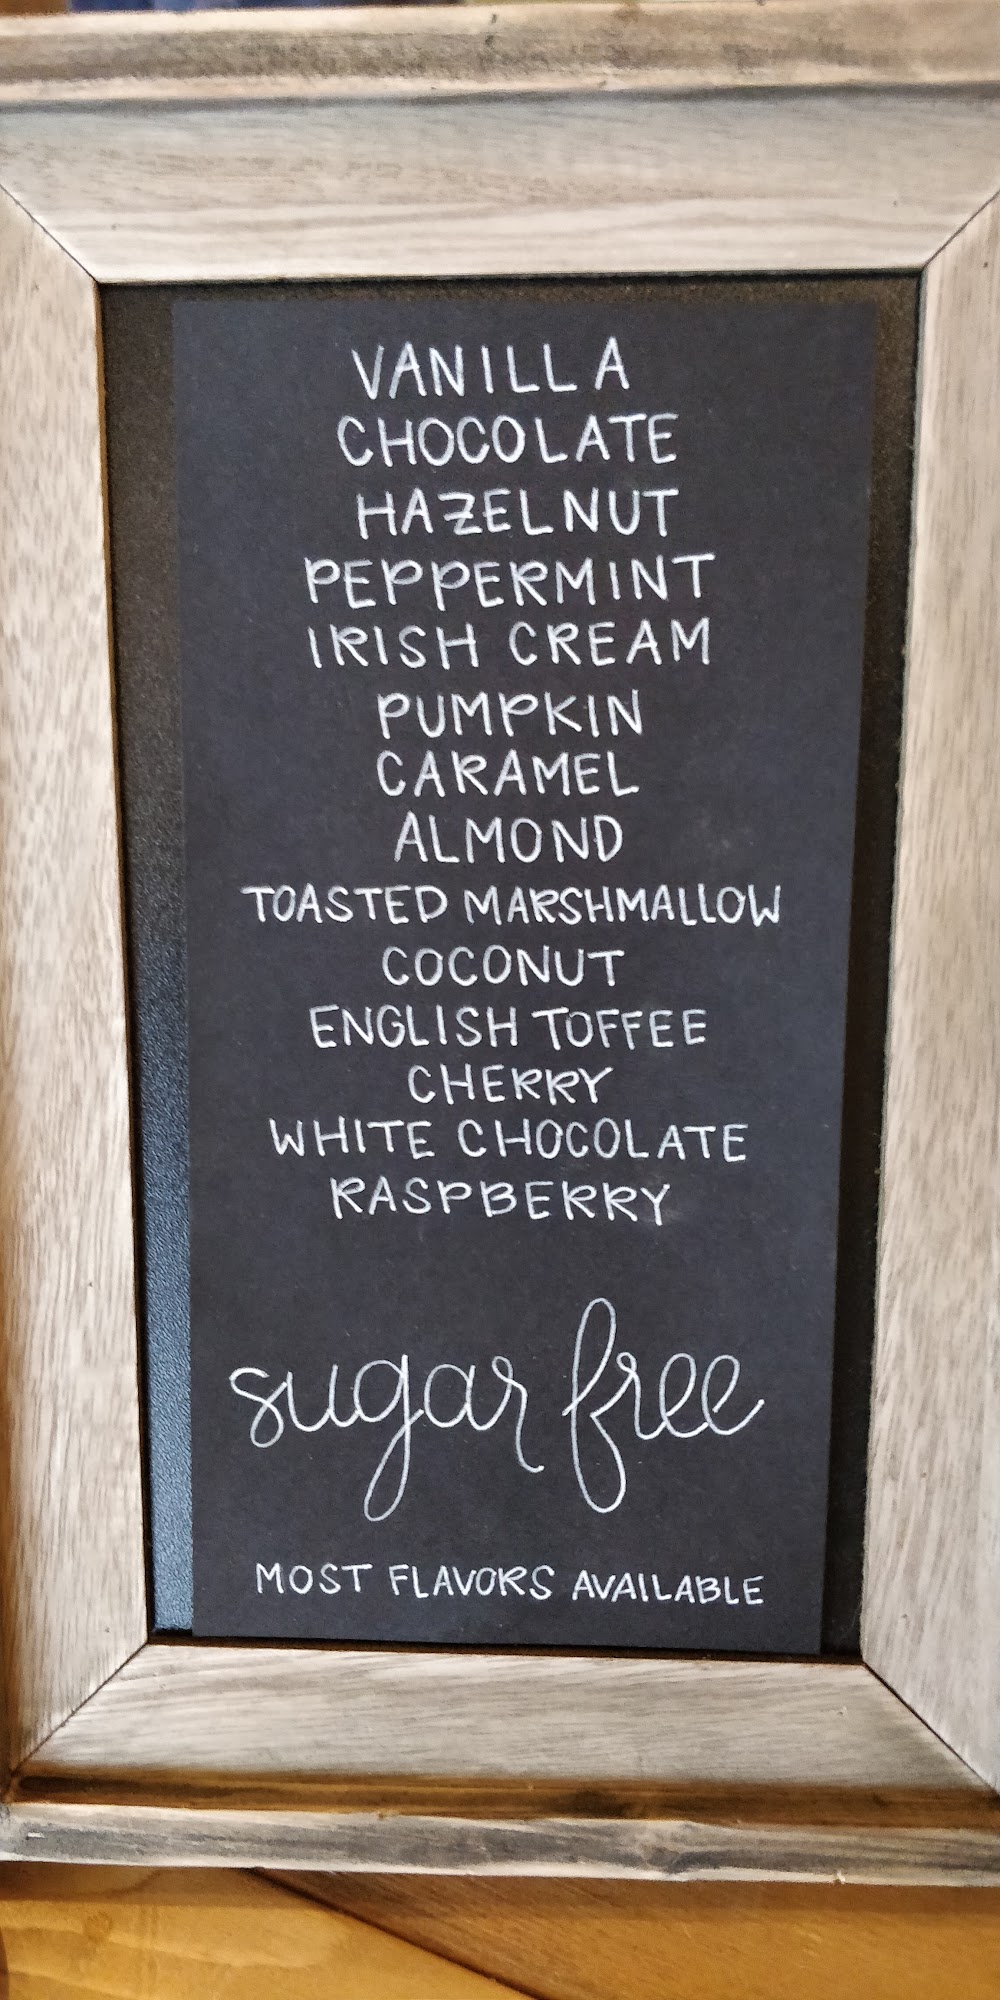 VANILLA
CHOCOLATE
HAZELNUT
PEPPERMINT
IRISH CREAM
PUMPKIN
CARAMEL
ALMOND
TOASTED MARSHMALLOW
COCONUT
ENGLISH TOFFEE
CHERRY
WHITE CHOCOLATE
RASPBERRY
sugar free
MOST FLAVORS AVAILABLE